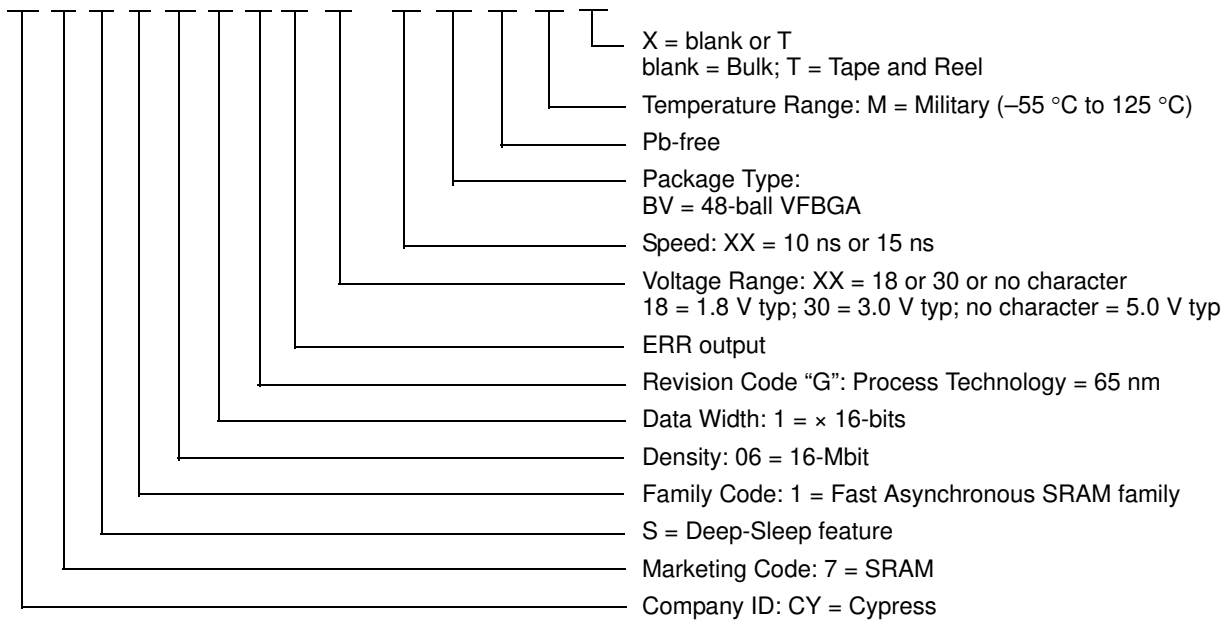 X = blank or T
blank = Bulk; T = Tape and Reel
Temperature Range: M = Military (–55 °C to 125 °C)
Pb-free
Package Type:
BV = 48-ball VFBGA
Speed: XX = 10 ns or 15 ns
Voltage Range: XX = 18 or 30 or no character
18 = 1.8 V typ; 30 = 3.0 V typ; no character = 5.0 V typ
ERR output
Revision Code “G”: Process Technology = 65 nm
Data Width: 1 = × 16-bits
Density: 06 = 16-Mbit
Family Code: 1 = Fast Asynchronous SRAM family
S = Deep-Sleep feature
Marketing Code: 7 = SRAM
Company ID: CY = Cypress